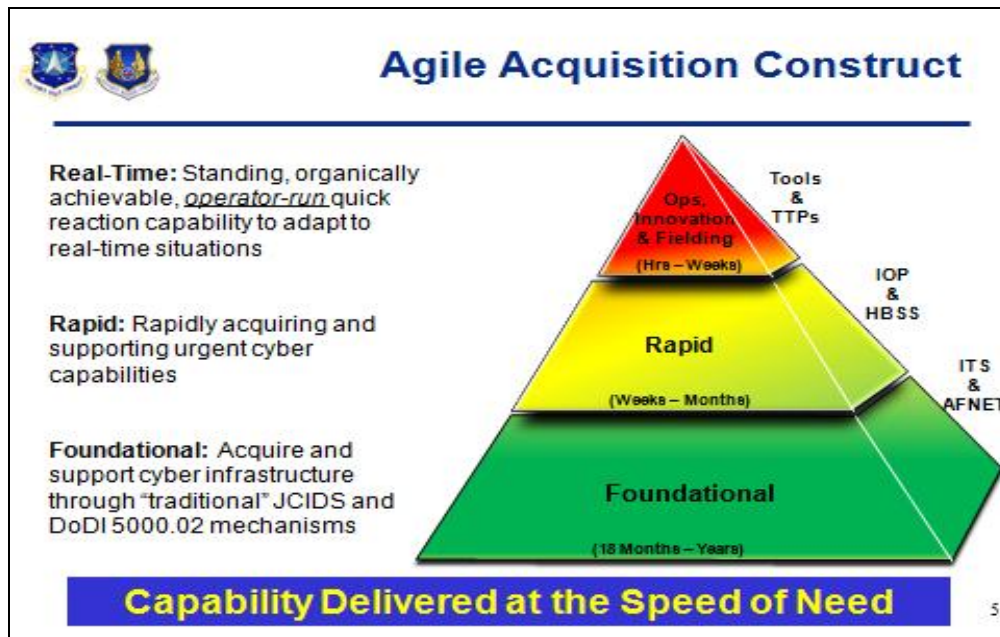 Agile Acquisition Construct
Real-Time: Standing, organically
achievable, operator-run quick
reaction capability to adapt to
real-time situations
Rapid: Rapidly acquiring and
supporting urgent cyber
capabilities
Foundational: Acquire and
support cyber infrastructure
through “traditional” JCIDS and
DoDI 5000.02 mechanisms
Ops,
Innovation
& Fielding
(Hrs – Weeks)
Tools
&
TTPs
Rapid
(Weeks – Months)
IOP
&
HBSS
Foundational
(18 Months – Years)
ITS
&
AFNET
Capability Delivered at the Speed of Need
5